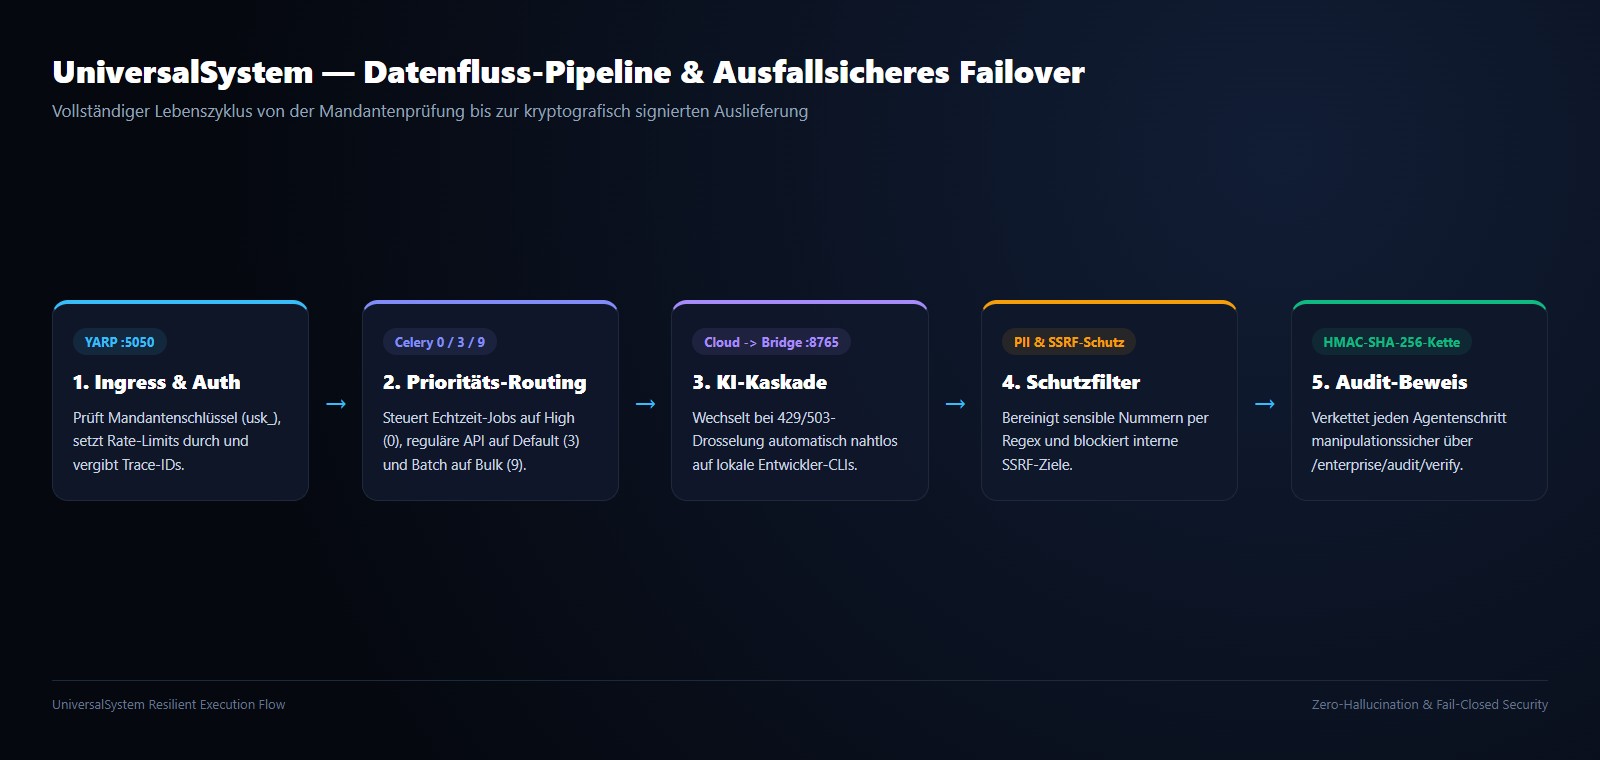 UniversalSystem — Datenfluss-Pipeline & Ausfallsicheres Failover
Vollständiger Lebenszyklus von der Mandantenprüfung bis zur kryptografisch signierten Auslieferung
YARP :5050
1. Ingress & Auth
Prüft Mandantenschlüssel (usk_),
setzt Rate-Limits durch und
vergibt Trace-IDs.
→
Celery 0 / 3 / 9
2. Prioritäts-Routing
Steuert Echtzeit-Jobs auf High
(0), reguläre API auf Default (3)
und Batch auf Bulk (9).
→
Cloud -> Bridge :8765
3. KI-Kaskade
Wechselt bei 429/503-
Drosselung automatisch nahtlos
auf lokale Entwickler-CLIs.
→
PII & SSRF-Schutz
4. Schutzfilter
Bereinigt sensible Nummern per
Regex und blockiert interne
SSRF-Ziele.
→
HMAC-SHA-256-Kette
5. Audit-Beweis
Verkettet jeden Agentenschritt
manipulationssicher über
/enterprise/audit/verify.
UniversalSystem Resilient Execution Flow
Zero-Hallucination & Fail-Closed Security